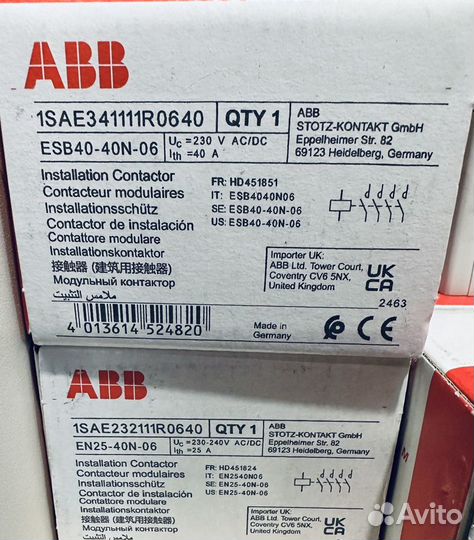 ABB
1SAE341111R0640 QTY 1
ABB
STOTZ-KONTAKT GmbH
Eppelheimer Str. 82
69123 Heidelberg, Germany
ESB40-40N-06
Uc = 230 V AC/DC
Ith = 40 A
Installation Contactor
Contacteur modulaires
Installationsschütz
Contactor de instalación
Contattore modulare
Installationskontaktor
接触器 (建筑用接触器)
Модульный контактор
ملامس التثبيت
FR: HD451851
IT: ESB4040N06
SE: ESB40-40N-06
US: ESB40-40N-06
Importer UK:
ABB Ltd. Tower Court,
Coventry CV6 5NX,
United Kingdom
UK
CA
2463
4 013614 524820
Made in
Germany
CE
ABB
1SAE232111R0640 QTY 1
ABB
STOTZ-KONTAKT GmbH
Eppelheimer Str. 82
69123 Heidelberg, Germany
EN25-40N-06
Uc = 230-240V AC/DC
Ith = 25 A
Installation Contactor
Contacteur modulaires
Installationsschütz
Contactor de instalación
Contattore modulare
Installationskontaktor
接触器 (建筑用接触器)
Модульный контактор
FR: HD451824
IT: EN2540N06
SE: EN25-40N-06
US: EN25-40N-06
Importer UK:
ABB Ltd. Tower Court,
Coventry CV6 5NX,
United Kingdom
UK
CA
Avito